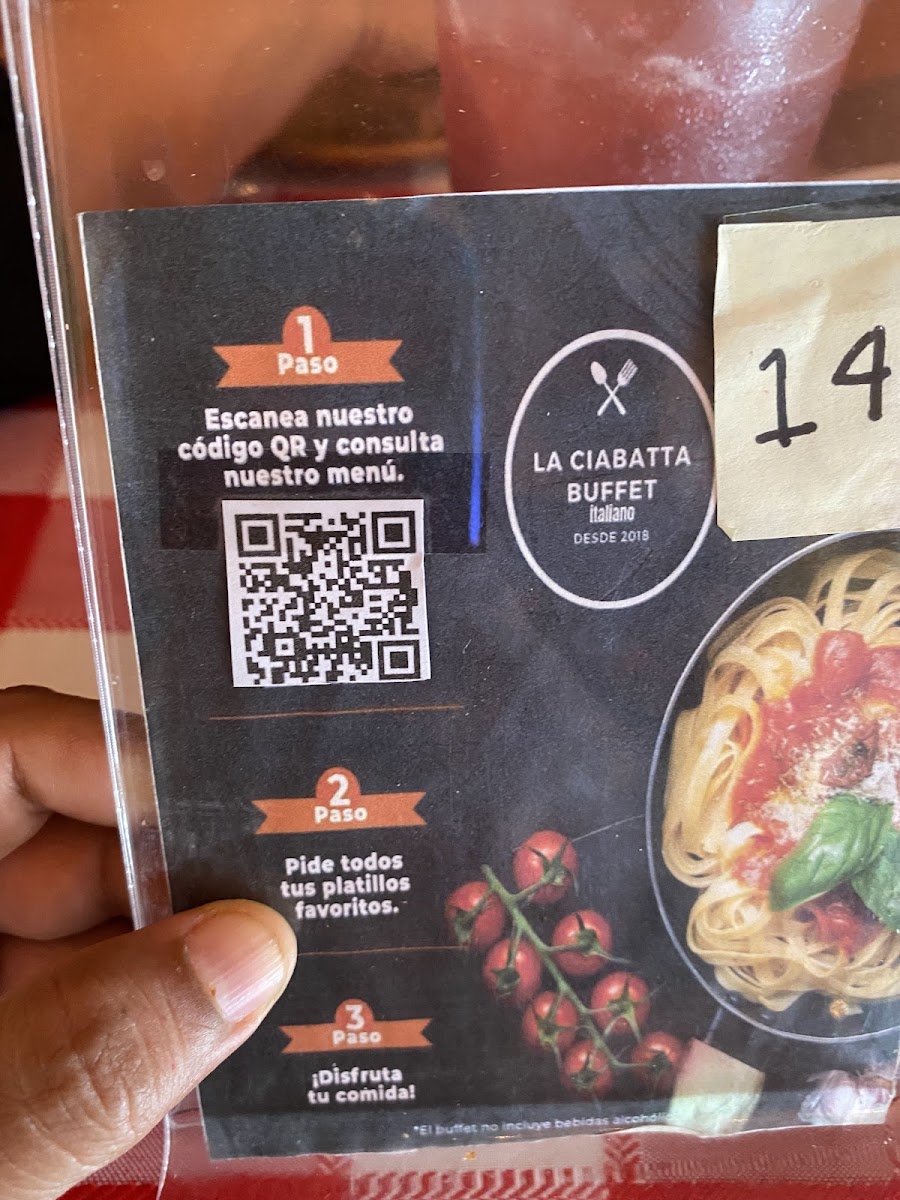 1
Paso
Escanea nuestro
código QR y consulta
nuestro menú.
LA CIABATTA
BUFFET
italiano
DESDE 2018
14
2
Paso
Pide todos
tus platillos
favoritos.
3
Paso
¡Disfruta
tu comida!
*El buffet no incluye bebidas